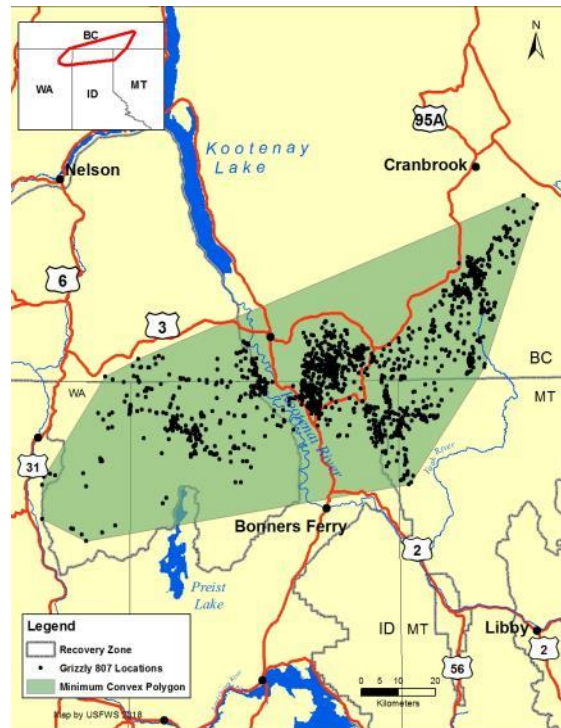 BC
WA
ID
MT
N
95A
Kootenay
Lake
Nelson
Cranbrook
6
3
WA
BC
MT
Kootenai River
31
Yaak River
Bonners Ferry
2
Preist
Lake
ID
MT
Libby
2
56
Legend
Recovery Zone
Grizzly 807 Locations
Minimum Convex Polygon
Map by USFWS 2018
0 5 10 20
Kilometers